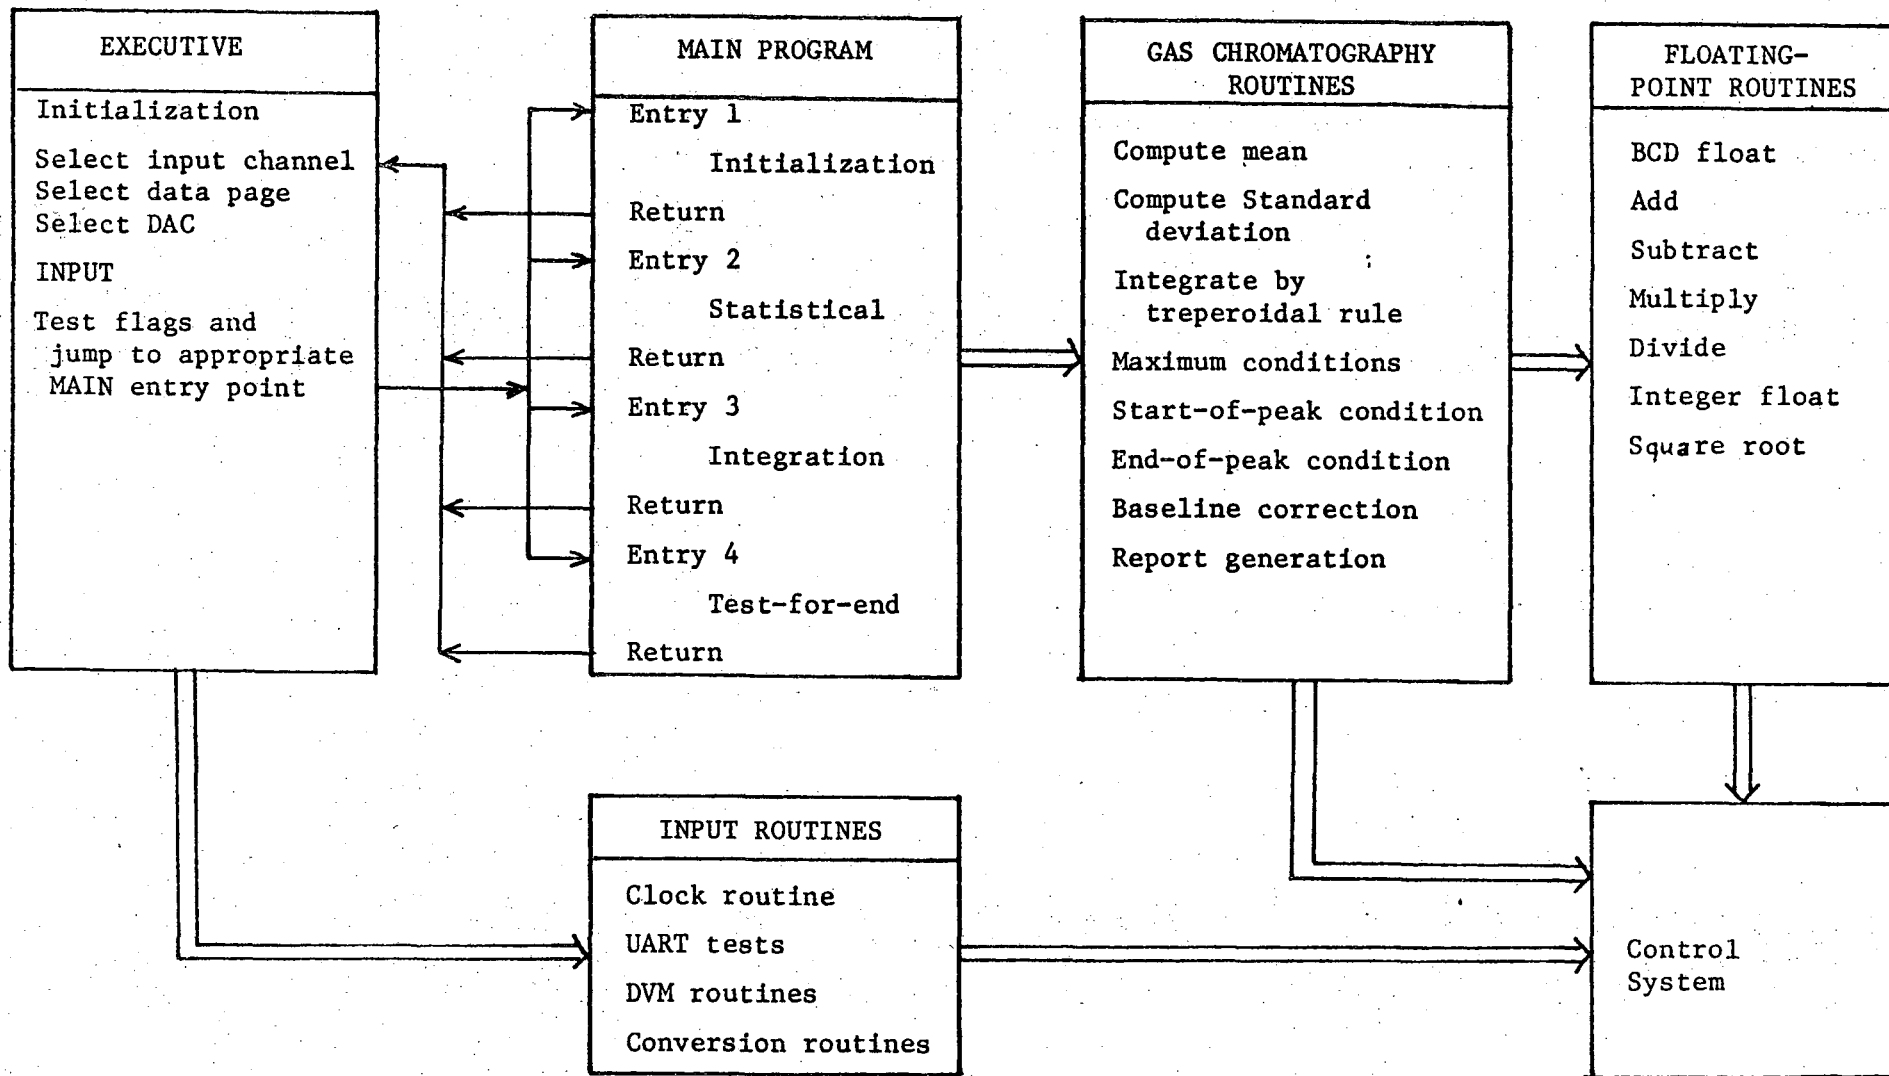 EXECUTIVE
Initialization
Select input channel
Select data page
Select DAC
INPUT
Test flags and
jump to appropriate
MAIN entry point
MAIN PROGRAM
Entry 1
Initialization
Return
Entry 2
Statistical
Return
Entry 3
Integration
Return
Entry 4
Test-for-end
Return
GAS CHROMATOGRAPHY
ROUTINES
Compute mean
Compute Standard
deviation
Integrate by
treperoidal rule
Maximum conditions
Start-of-peak condition
End-of-peak condition
Baseline correction
Report generation
FLOATING-
POINT ROUTINES
BCD float
Add
Subtract
Multiply
Divide
Integer float
Square root
INPUT ROUTINES
Clock routine
UART tests
DVM routines
Conversion routines
Control
System